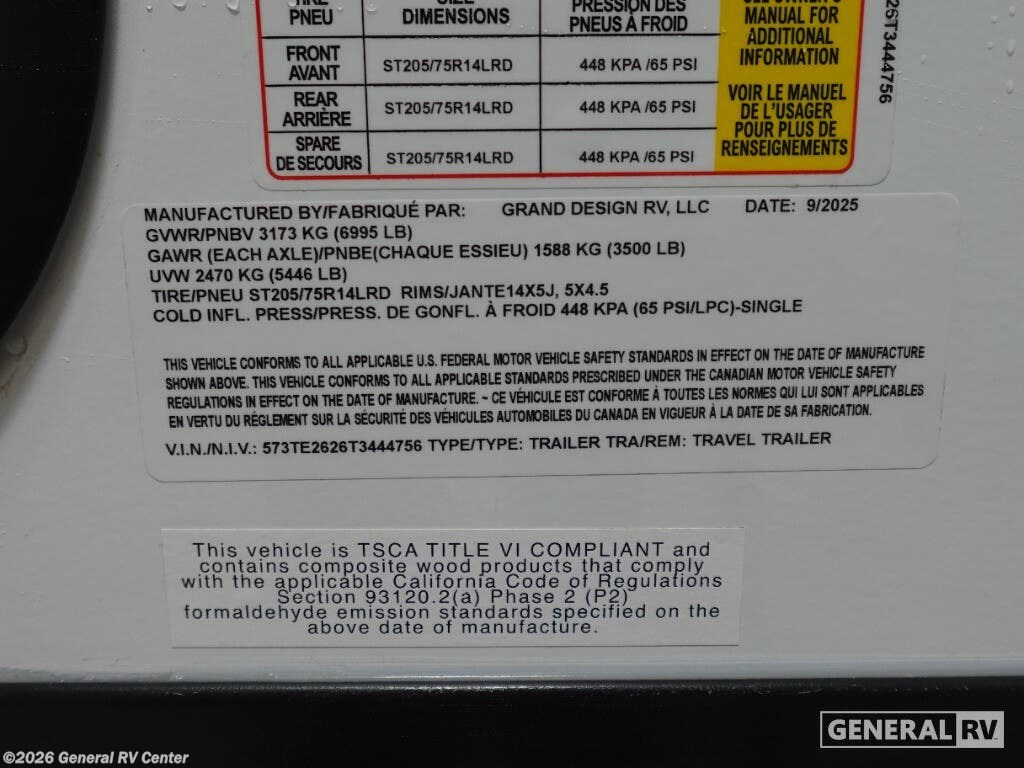 TIRE SIZE PRESSION DES SEE OWNER'S
PNEU DIMENSIONS PNEUS À FROID MANUAL FOR
ADDITIONAL
INFORMATION
FRONT
AVANT ST205/75R14LRD 448 KPA /65 PSI
REAR
ARRIÈRE ST205/75R14LRD 448 KPA /65 PSI
SPARE
DE SECOURS ST205/75R14LRD 448 KPA /65 PSI
VOIR LE MANUEL
DE L'USAGER
POUR PLUS DE
RENSEIGNEMENTS
26T3444756
MANUFACTURED BY/FABRIQUÉ PAR: GRAND DESIGN RV, LLC DATE: 9/2025
GVWR/PNBV 3173 KG (6995 LB)
GAWR (EACH AXLE)/PNBE(CHAQUE ESSIEU) 1588 KG (3500 LB)
UVW 2470 KG (5446 LB)
TIRE/PNEU ST205/75R14LRD RIMS/JANTE14X5J, 5X4.5
COLD INFL. PRESS/PRESS. DE GONFL. À FROID 448 KPA (65 PSI/LPC)-SINGLE
THIS VEHICLE CONFORMS TO ALL APPLICABLE U.S. FEDERAL MOTOR VEHICLE SAFETY STANDARDS IN EFFECT ON THE DATE OF MANUFACTURE
SHOWN ABOVE. THIS VEHICLE CONFORMS TO ALL APPLICABLE STANDARDS PRESCRIBED UNDER THE CANADIAN MOTOR VEHICLE SAFETY
REGULATIONS IN EFFECT ON THE DATE OF MANUFACTURE. ~ CE VÉHICULE EST CONFORME À TOUTES LES NORMES QUI LUI SONT APPLICABLES
EN VERTU DU RÉGLEMENT SUR LA SÉCURITÉ DES VÉHICULES AUTOMOBILES DU CANADA EN VIGUEUR À LA DATE DE SA FABRICATION.
V.I.N./N.I.V.: 573TE2626T3444756 TYPE/TYPE: TRAILER TRA/REM: TRAVEL TRAILER
This vehicle is TSCA TITLE VI COMPLIANT and
contains composite wood products that comply
with the applicable California Code of Regulations
Section 93120.2(a) Phase 2 (P2)
formaldehyde emission standards specified on the
above date of manufacture.
GENERAL RV
©2026 General RV Center